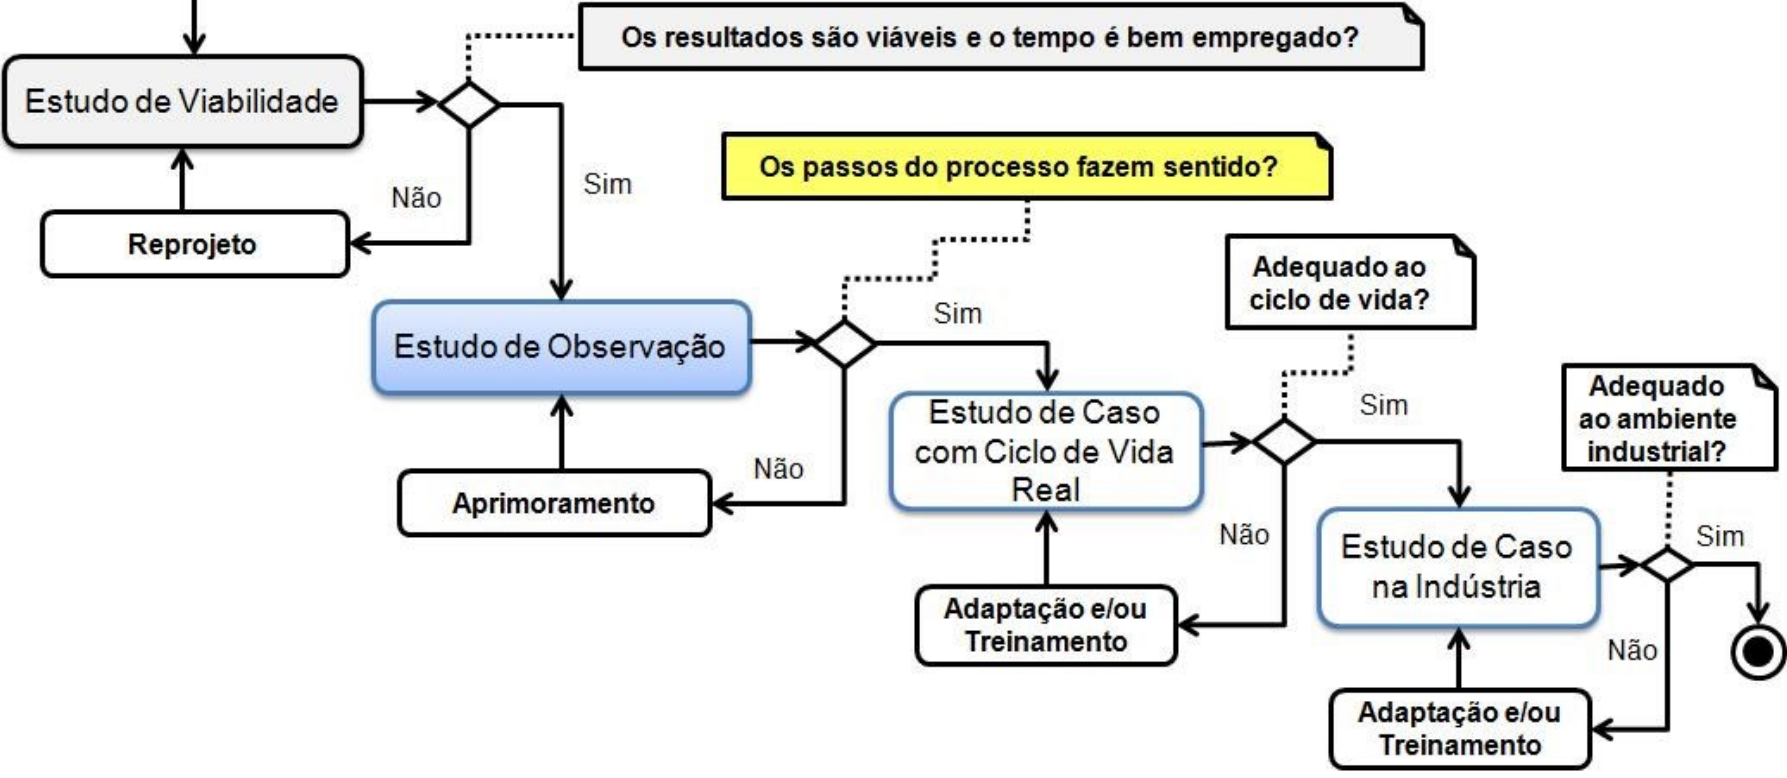 Os resultados são viáveis e o tempo é bem empregado?
Estudo de Viabilidade
Não
Sim
Reprojeto
Os passos do processo fazem sentido?
Estudo de Observação
Sim
Não
Aprimoramento
Adequado ao
ciclo de vida?
Estudo de Caso
com Ciclo de Vida
Real
Sim
Não
Adaptação e/ou
Treinamento
Adequado
ao ambiente
industrial?
Estudo de Caso
na Indústria
Sim
Não
Adaptação e/ou
Treinamento